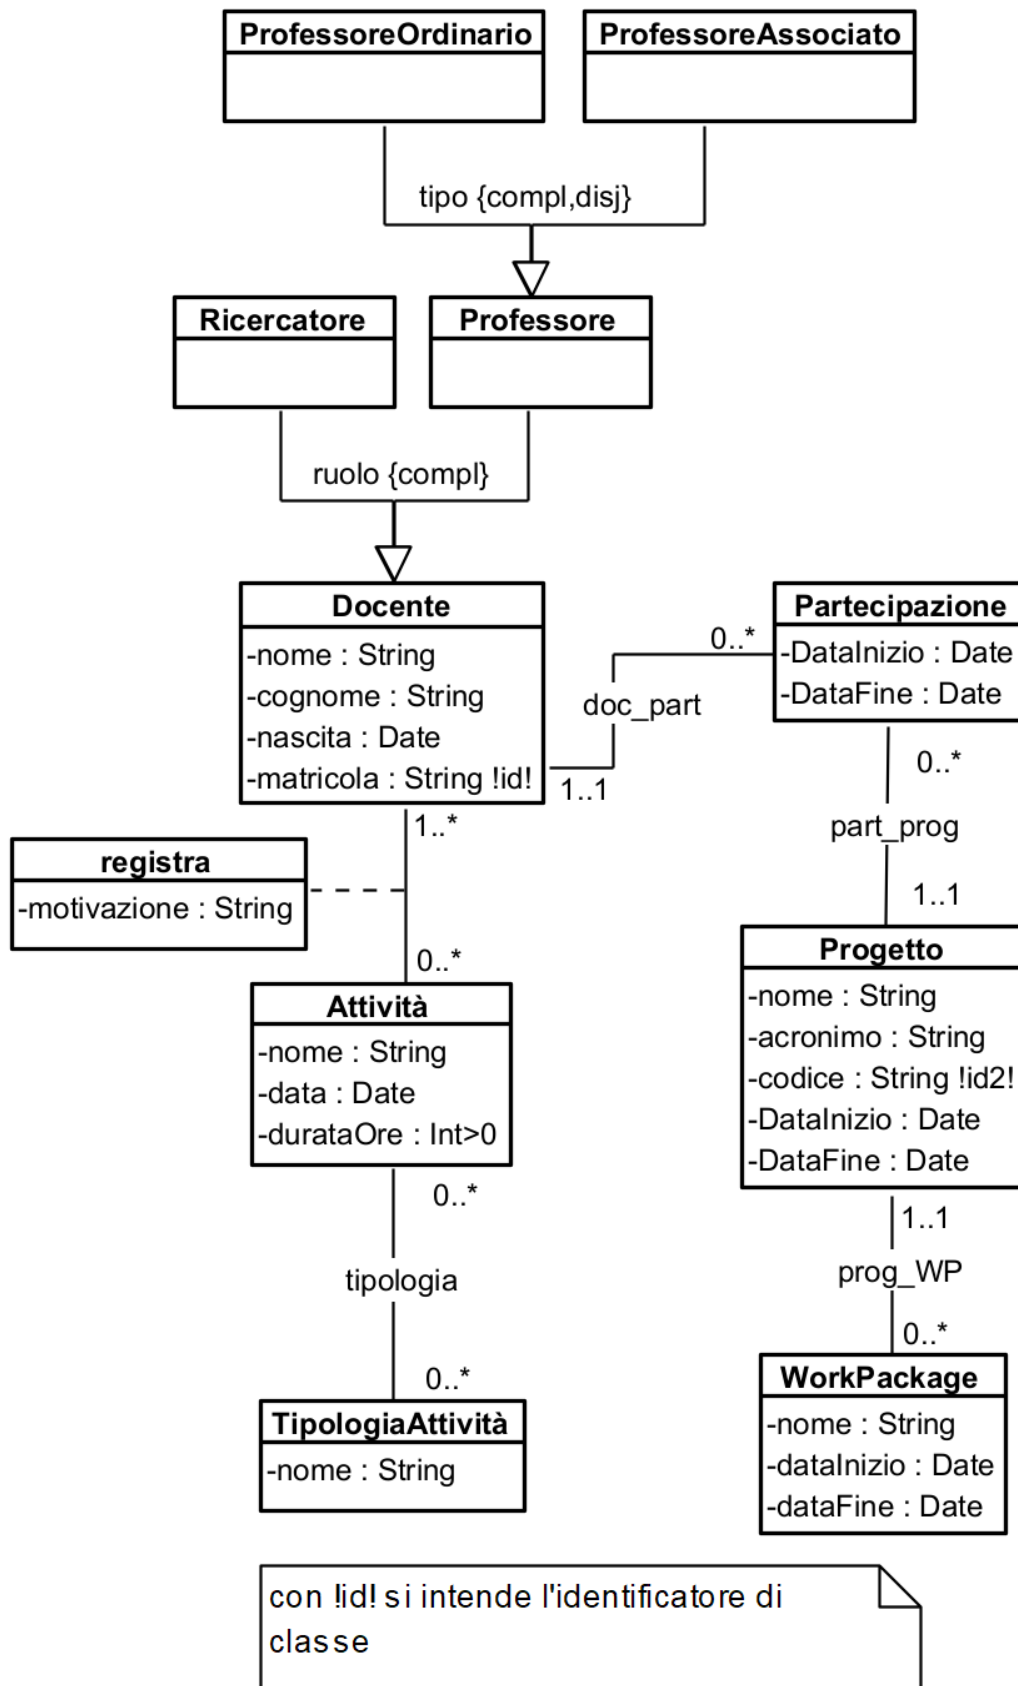 ProfessoreOrdinario
ProfessoreAssociato
tipo {compl,disj}
Ricercatore
Professore
ruolo {compl}
Docente
-nome : String
-cognome : String
-nascita : Date
-matricola : String !id!
Partecipazione
-DataInizio : Date
-DataFine : Date
0..*
doc_part
1..1
0..*
part_prog
1..1
1..*
registra
-motivazione : String
0..*
Attività
-nome : String
-data : Date
-durataOre : Int>0
Progetto
-nome : String
-acronimo : String
-codice : String !id2!
-DataInizio : Date
-DataFine : Date
0..*
tipologia
0..*
1..1
prog_WP
0..*
TipologiaAttività
-nome : String
WorkPackage
-nome : String
-dataInizio : Date
-dataFine : Date
con !id! si intende l'identificatore di
classe